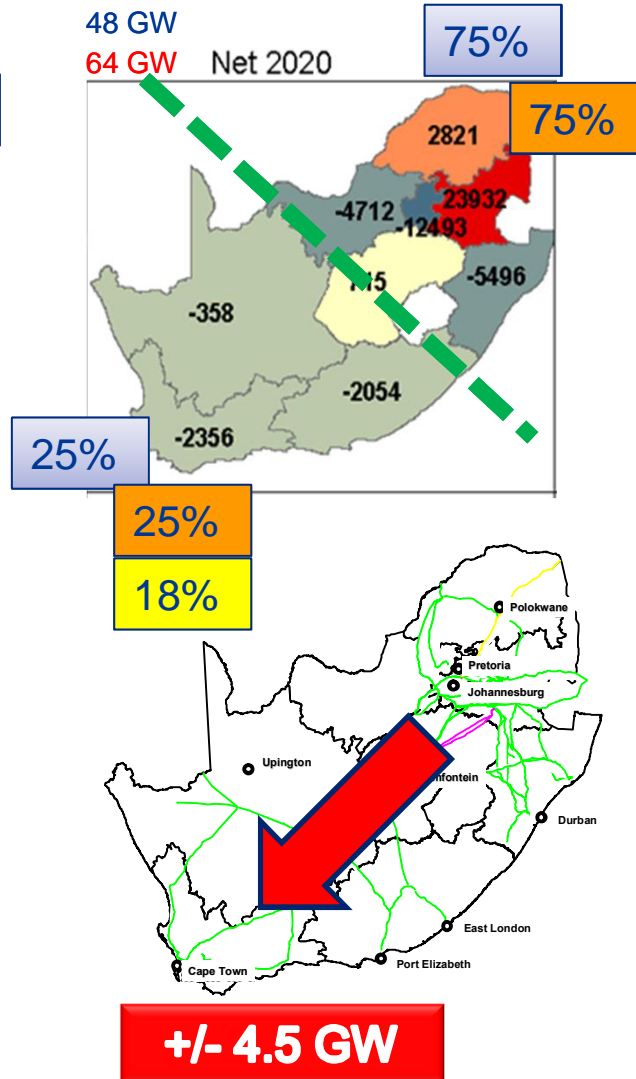 48 GW
64 GW
Net 2020
75%
75%
2821
23932
-4712
-12493
-5496
-358
-2054
-2356
25%
25%
18%
Polokwane
Pretoria
Johannesburg
Upington
nfontein
Durban
East London
Port Elizabeth
Cape Town
+/- 4.5 GW